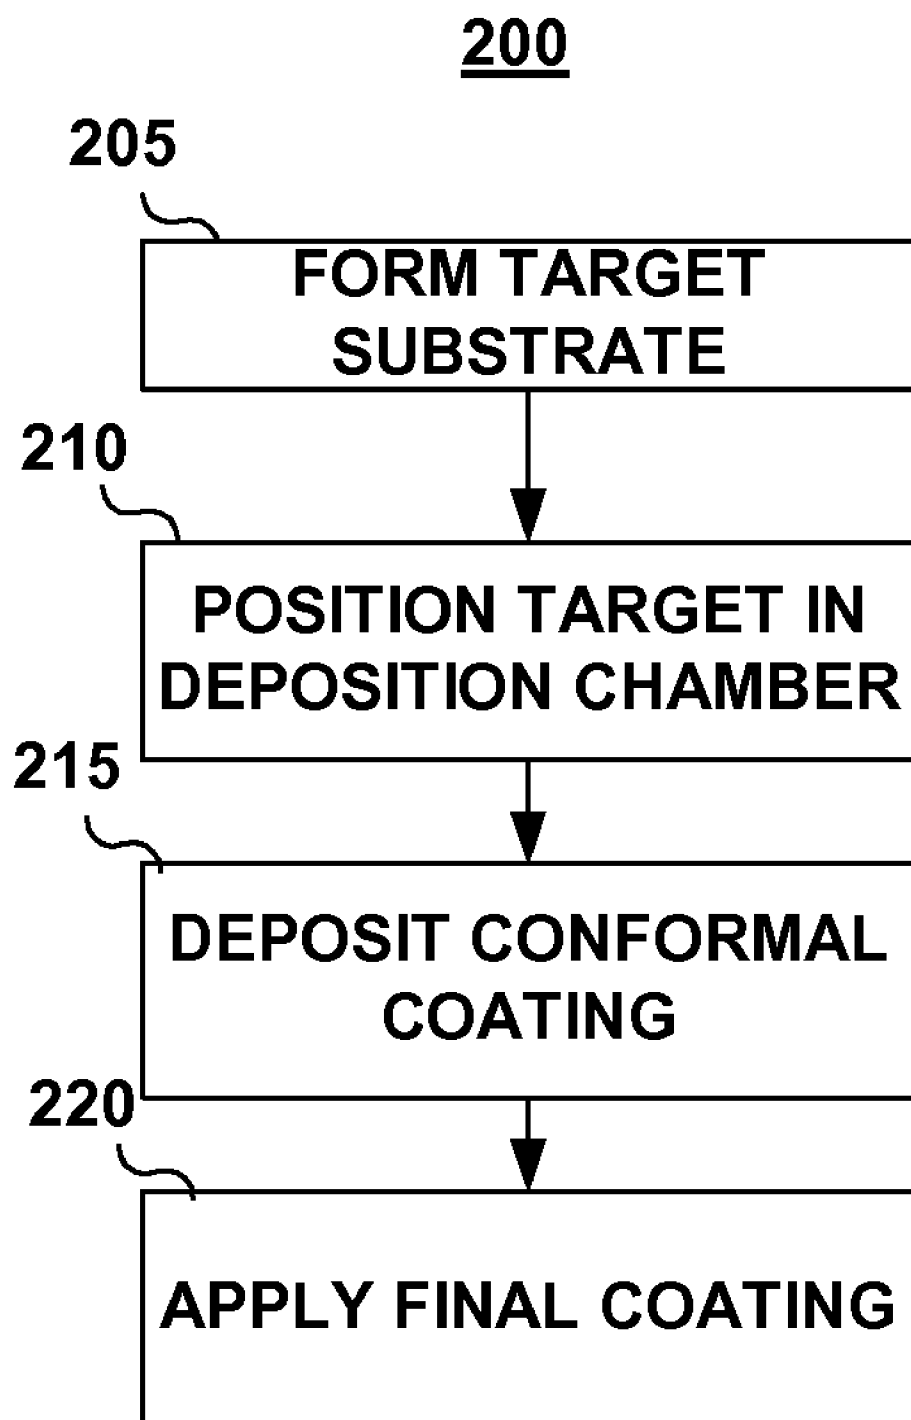 200
205
FORM TARGET
SUBSTRATE
210
POSITION TARGET IN
DEPOSITION CHAMBER
215
DEPOSIT CONFORMAL
COATING
220
APPLY FINAL COATING